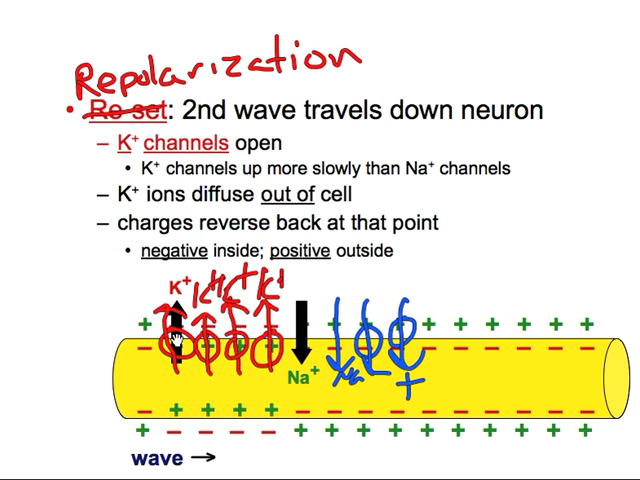 Repolarization
• Re-set: 2nd wave travels down neuron
– K+ channels open
• K+ channels up more slowly than Na+ channels
– K+ ions diffuse out of cell
– charges reverse back at that point
• negative inside; positive outside
K+ K+ K+ K+
Na+
wave →